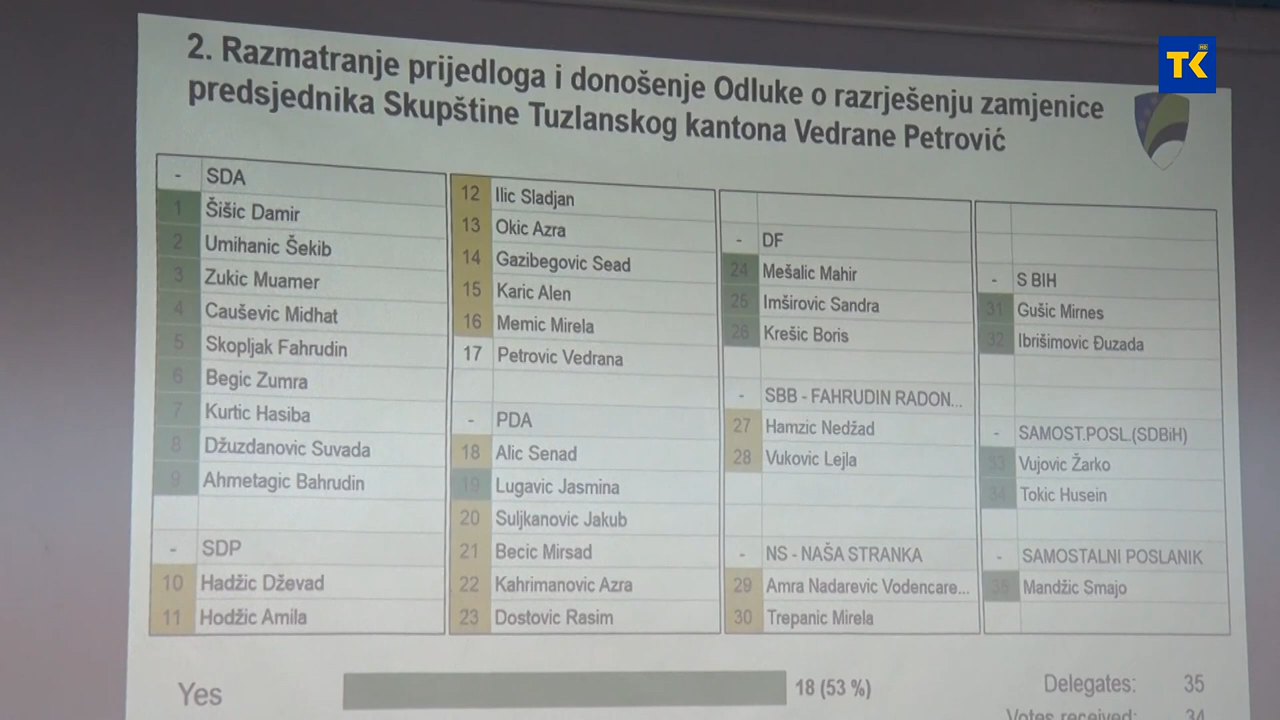 TK HD
2. Razmatranje prijedloga i donošenje Odluke o razrješenju zamjenice
predsjednika Skupštine Tuzlanskog kantona Vedrane Petrović
- SDA
1 Šišic Damir
2 Umihanic Šekib
3 Zukic Muamer
4 Cauševic Midhat
5 Skopljak Fahrudin
6 Begic Zumra
7 Kurtic Hasiba
8 Džuzdanovic Suvada
9 Ahmetagic Bahrudin
- SDP
10 Hadžic Dževad
11 Hodžic Amila
12 Ilic Sladjan
13 Okic Azra
14 Gazibegovic Sead
15 Karic Alen
16 Memic Mirela
17 Petrovic Vedrana
- PDA
18 Alic Senad
19 Lugavic Jasmina
20 Suljkanovic Jakub
21 Becic Mirsad
22 Kahrimanovic Azra
23 Dostovic Rasim
- DF
24 Mešalic Mahir
25 Imširovic Sandra
26 Krešic Boris
- SBB - FAHRUDIN RADON...
27 Hamzic Nedžad
28 Vukovic Lejla
- NS - NAŠA STRANKA
29 Amra Nadarevic Vodencare...
30 Trepanic Mirela
- S BIH
31 Gušic Mirnes
32 Ibrišimovic Đuzada
- SAMOST.POSL.(SDBiH)
33 Vujovic Žarko
34 Tokic Husein
- SAMOSTALNI POSLANIK
35 Mandžic Smajo
Yes 18 (53 %)
Delegates: 35
Votes received: 34